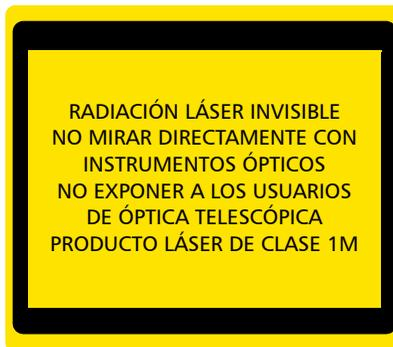 RADIACIÓN LÁSER INVISIBLE
NO MIRAR DIRECTAMENTE CON
INSTRUMENTOS ÓPTICOS
NO EXPONER A LOS USUARIOS
DE ÓPTICA TELESCÓPICA
PRODUCTO LÁSER DE CLASE 1M